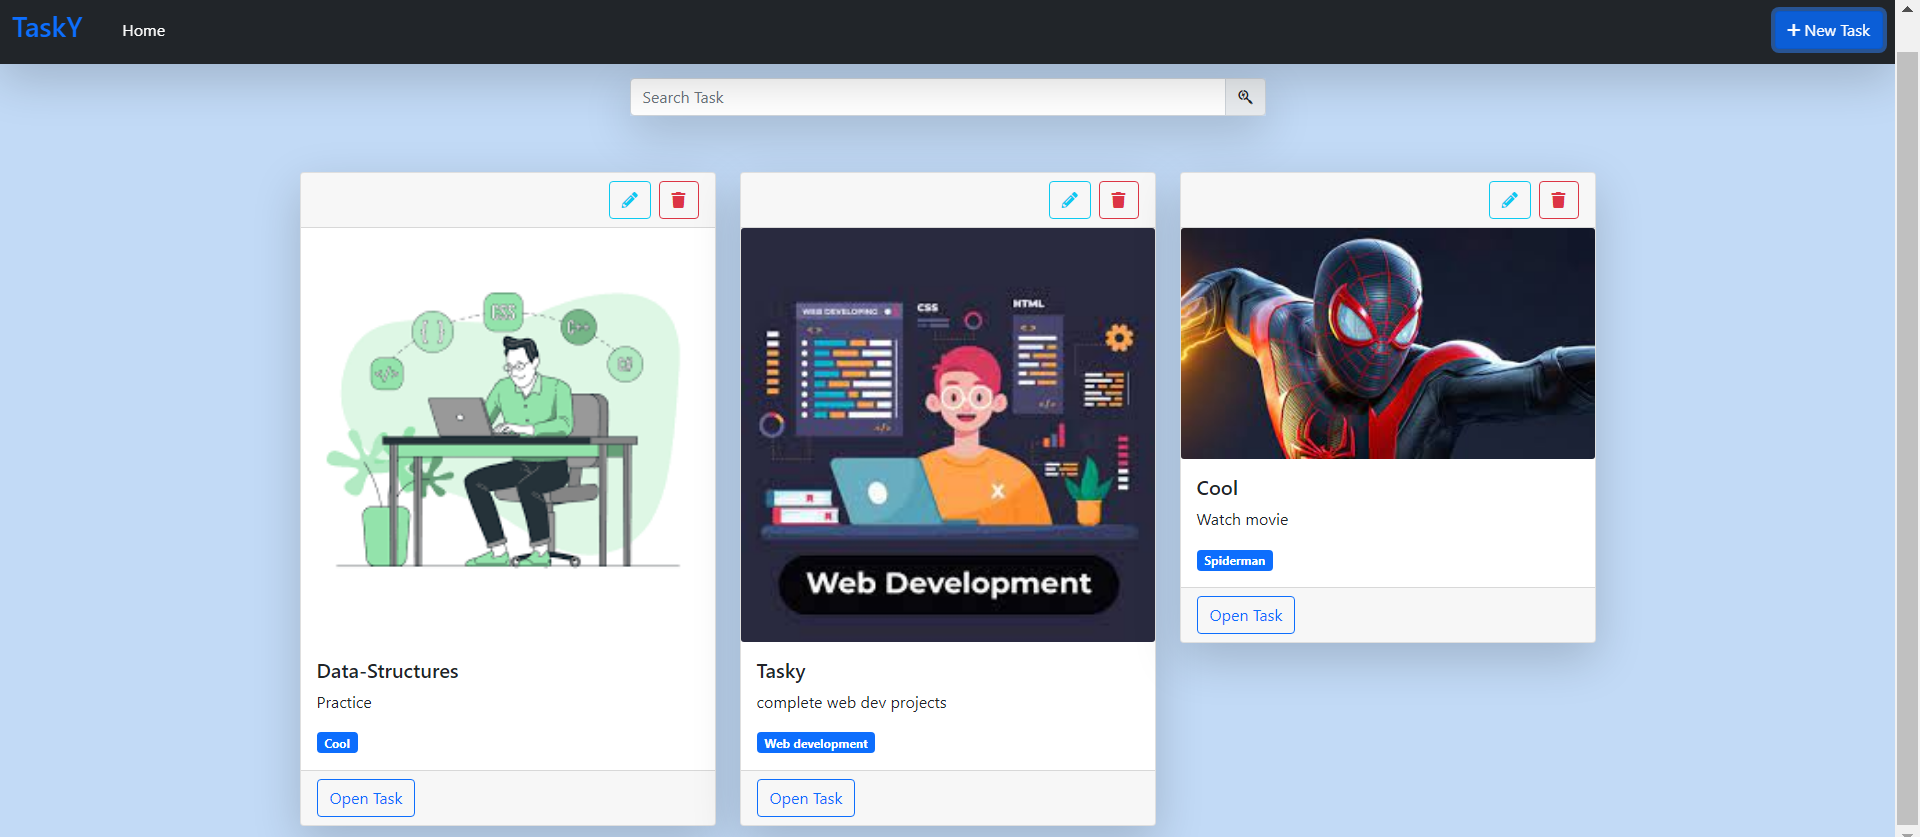 TaskY
Home
New Task
Search Task
CSS
C++
Data-Structures
Practice
Cool
Open Task
WEB DEVELOPING
CSS
HTML
Web Development
Tasky
complete web dev projects
Web development
Open Task
Cool
Watch movie
Spiderman
Open Task